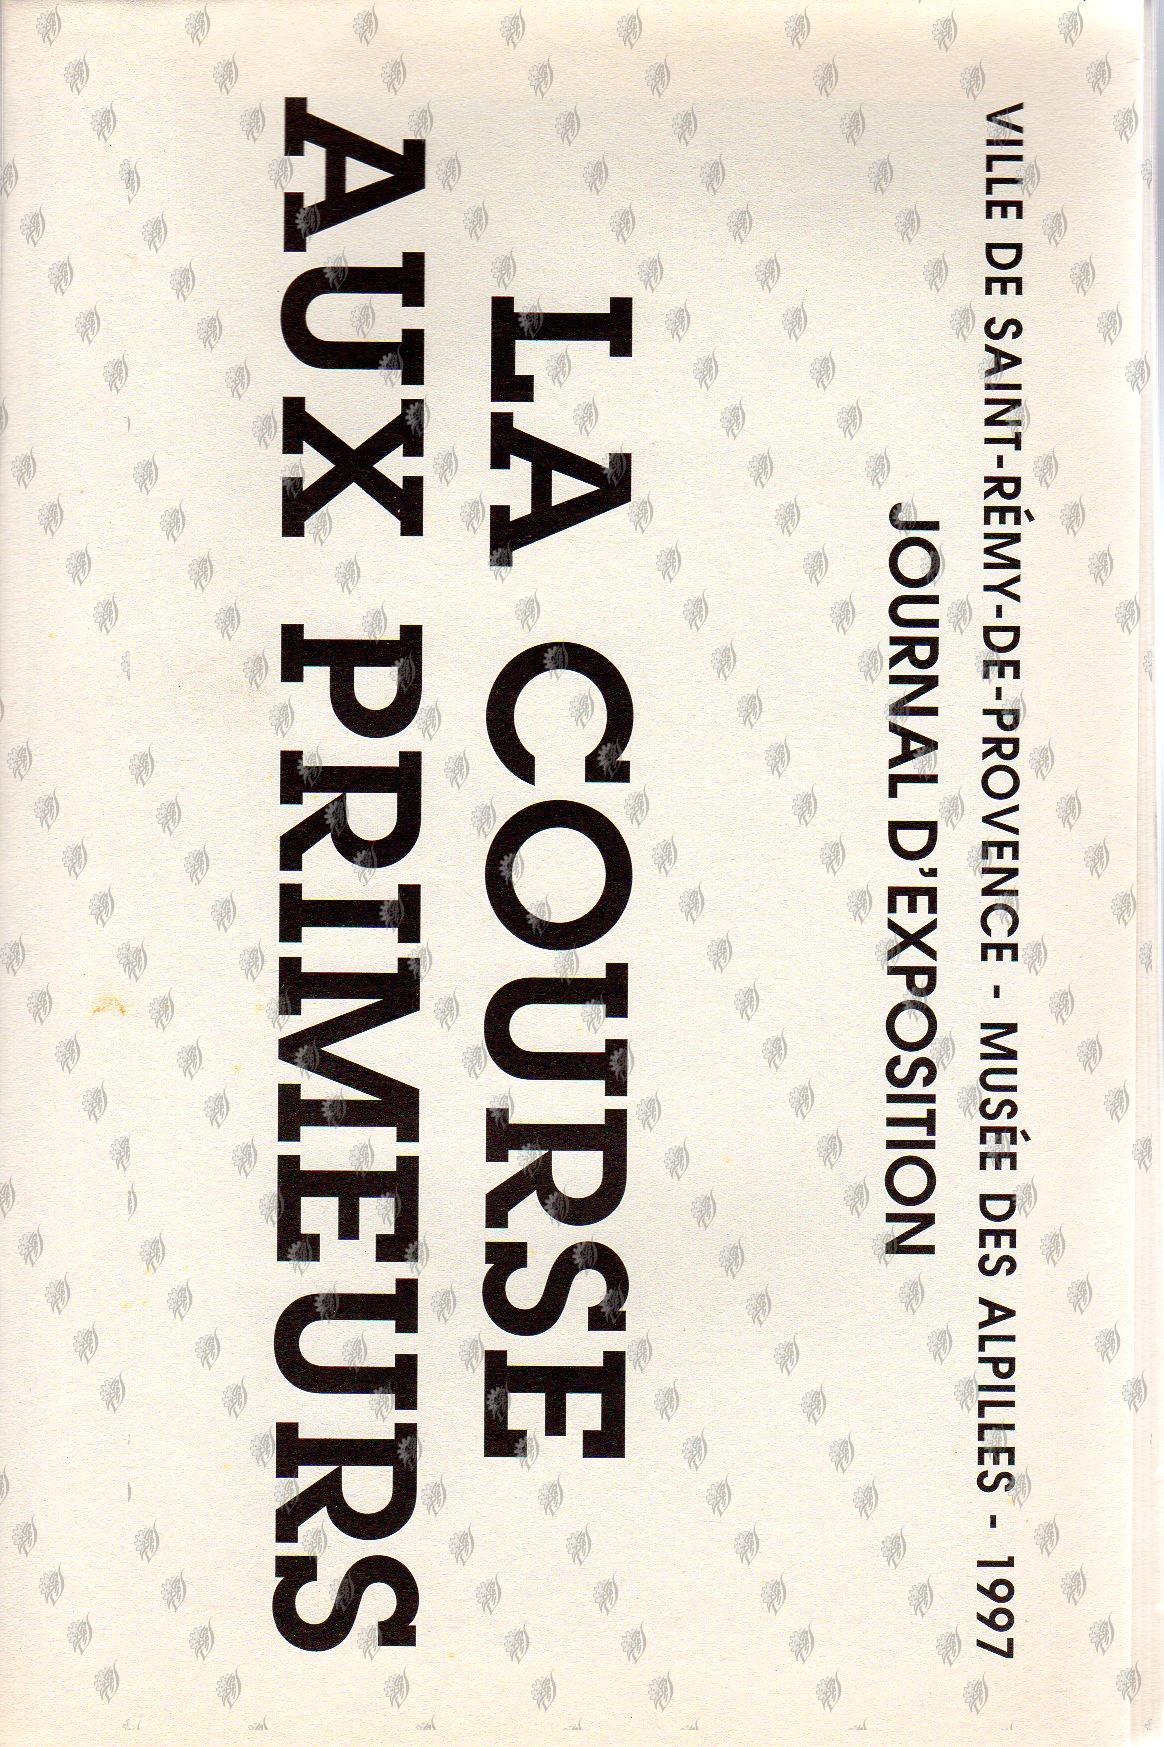 VILLE DE SAINT-RÉMY-DE-PROVENCE - MUSÉE DES ALPILLES - 1997
JOURNAL D'EXPOSITION
LA COURSE
AUX PRIMEURS